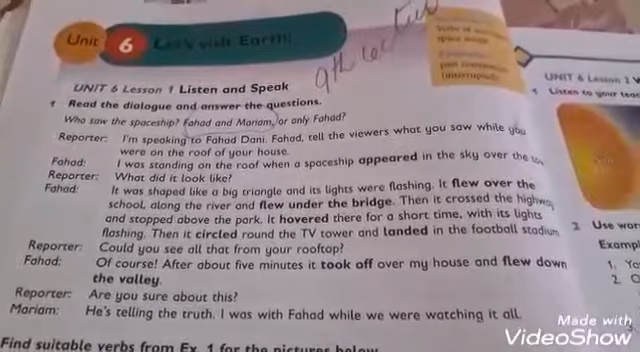 Unit 6 Let's visit Earth!
9th lec
Verbs of
space
past continuous
(interrupted)
UNIT 6 Lesson 1 Listen and Speak
1 Read the dialogue and answer the questions.
Who saw the spaceship? Fahad and Mariam, or only Fahad?
Reporter: I'm speaking to Fahad Dani. Fahad, tell the viewers what you saw while you
were on the roof of your house.
Fahad: I was standing on the roof when a spaceship appeared in the sky over the
Reporter: What did it look like?
Fahad: It was shaped like a big triangle and its lights were flashing. It flew over the
school, along the river and flew under the bridge. Then it crossed the highway
and stopped above the park. It hovered there for a short time, with its lights
flashing. Then it circled round the TV tower and landed in the football stadium
Reporter: Could you see all that from your rooftop?
Fahad: Of course! After about five minutes it took off over my house and flew down
the valley.
Reporter: Are you sure about this?
Mariam: He's telling the truth. I was with Fahad while we were watching it all.
Find suitable verbs from Ex. 1 for the pictures below
UNIT 6 Lesson 2
1 Listen to your teac
2 Use wor
Exampl
1. Yo
2.
Made with
VideoShow